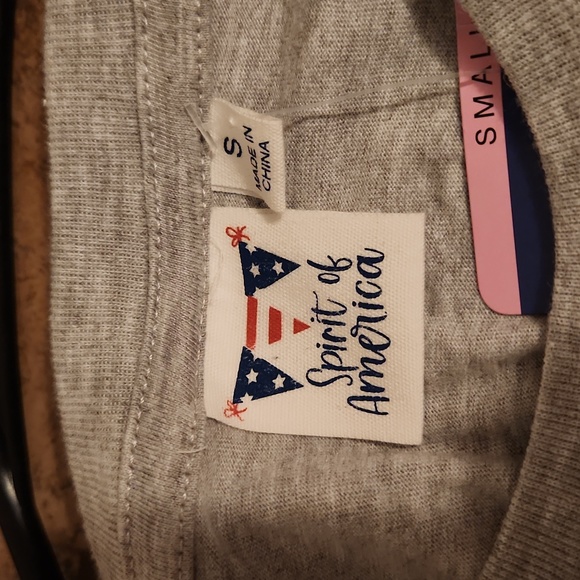 S
MADE IN
CHINA
Spirit of
America
SMALL